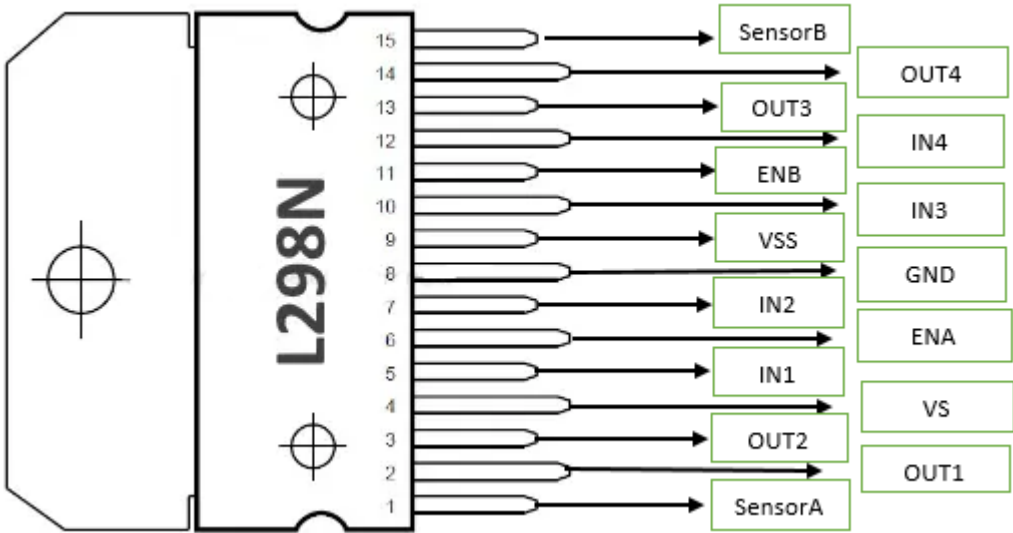 L298N
15 SensorB
14 OUT4
13 OUT3
12 IN4
11 ENB
10 IN3
9 VSS
8 GND
7 IN2
6 ENA
5 IN1
4 VS
3 OUT2
2 OUT1
1 SensorA